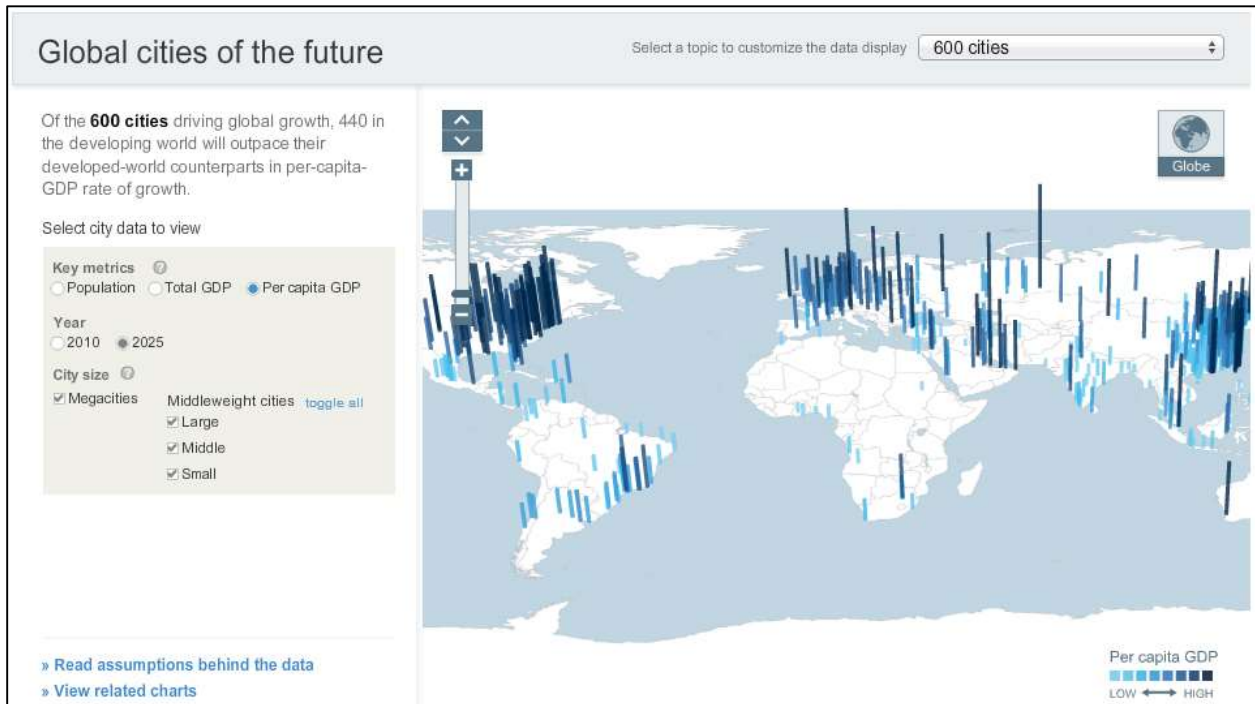 Global cities of the future
Select a topic to customize the data display
600 cities
Of the 600 cities driving global growth, 440 in
the developing world will outpace their
developed-world counterparts in per-capita-
GDP rate of growth.
Select city data to view
Key metrics ?
Population Total GDP Per capita GDP
Year
2010 2025
City size ?
Megacities
Middleweight cities toggle all
Large
Middle
Small
» Read assumptions behind the data
» View related charts
Globe
Per capita GDP
LOW HIGH